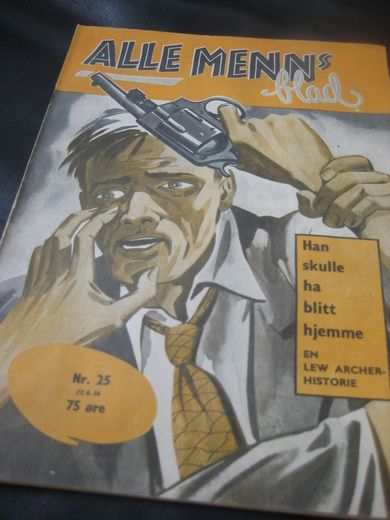 ALLE MENNs
blad
Han
skulle
ha
blitt
hjemme
EN
LEW ARCHER-
HISTORIE
Nr. 25
75 øre